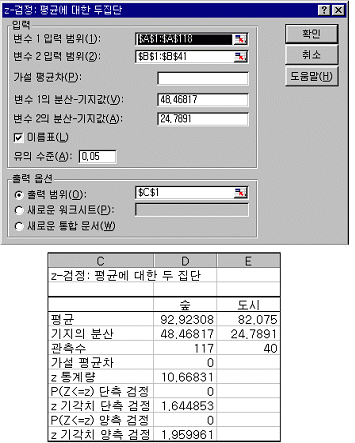 z-검정: 평균에 대한 두집단
입력
변수 1 입력 범위(1): $A$1:$A$118
변수 2 입력 범위(2): $B$1:$B$41
가설 평균차(P):
변수 1의 분산-기지값(V): 48,46817
변수 2의 분산-기지값(A): 24,7891
이름표(L)
유의 수준(A): 0,05
출력 옵션
출력 범위(O): $C$1
새로운 워크시트(P):
새로운 통합 문서(W)
확인
취소
도움말(H)
C D E
z-검정: 평균에 대한 두 집단
숲 도시
평균 92,92308 82,075
기지의 분산 48,46817 24,7891
관측수 117 40
가설 평균차 0
z 통계량 10,66831
P(Z<=z) 단측 검정 0
z 기각치 단측 검정 1,644853
P(Z<=z) 양측 검정 0
z 기각치 양측 검정 1,959961